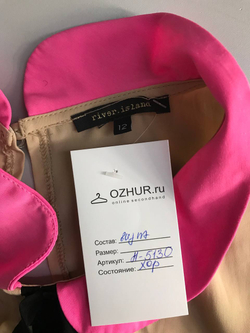 river island
12
OZHUR.ru
online secondhand
Состав:
Размер:
Артикул: Н-5130
Состояние: хор